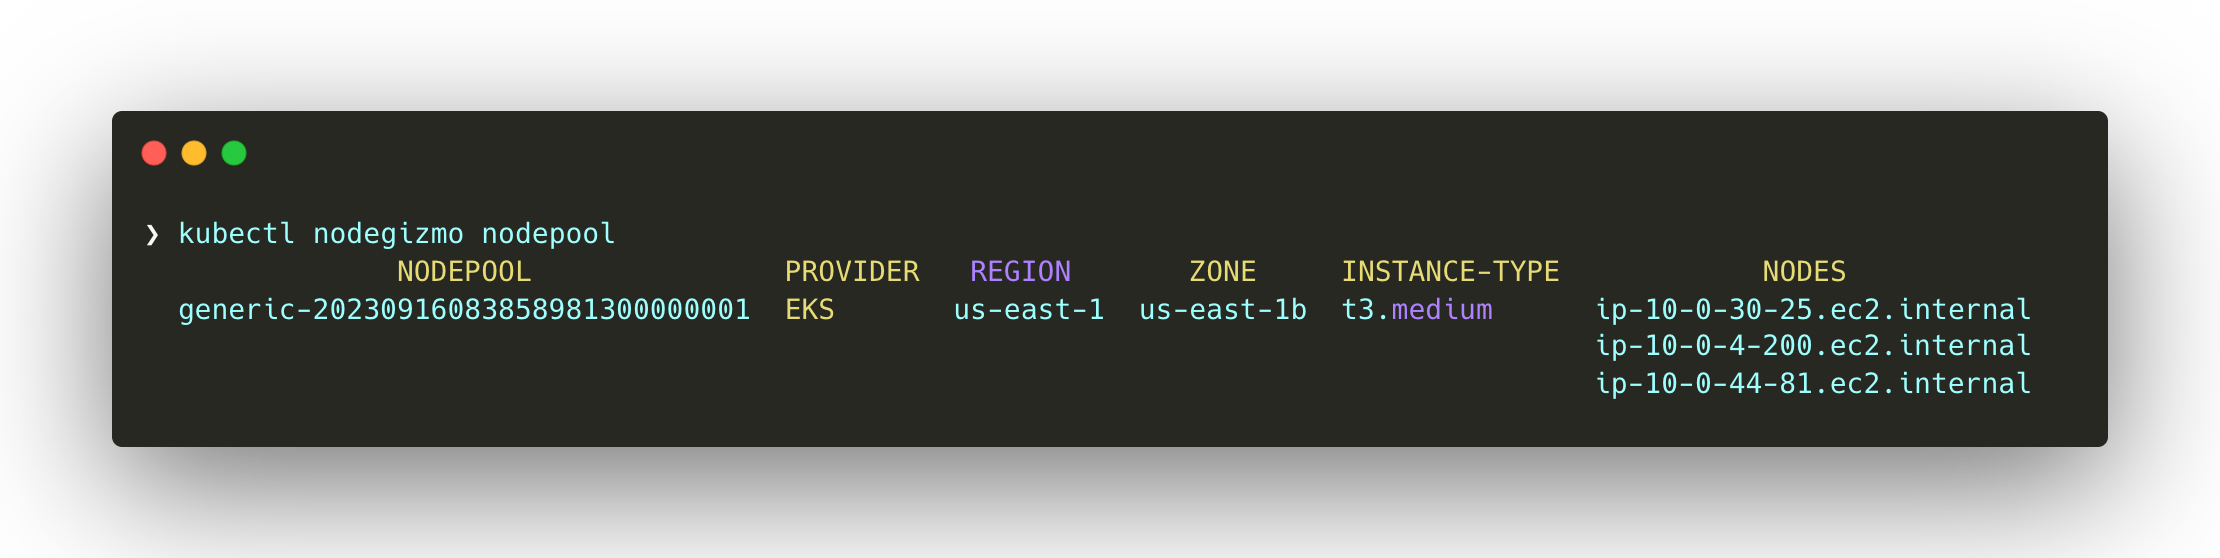 ❯ kubectl nodegizmo nodepool
NODEPOOL PROVIDER REGION ZONE INSTANCE-TYPE NODES
generic-20230916083858981300000001 EKS us-east-1 us-east-1b t3.medium ip-10-0-30-25.ec2.internal
ip-10-0-4-200.ec2.internal
ip-10-0-44-81.ec2.internal